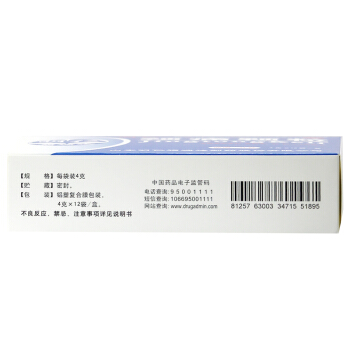 【规　格】每袋装4克
【贮　藏】密封。
【包　装】铝塑复合膜包装。
4克×12袋/盒。
不良反应、禁忌、注意事项详见说明书
中国药品电子监管码
电话查询:95001111
短信查询:106695001111
网站查询:www.drugadmin.com
81257 63003 34715 51895